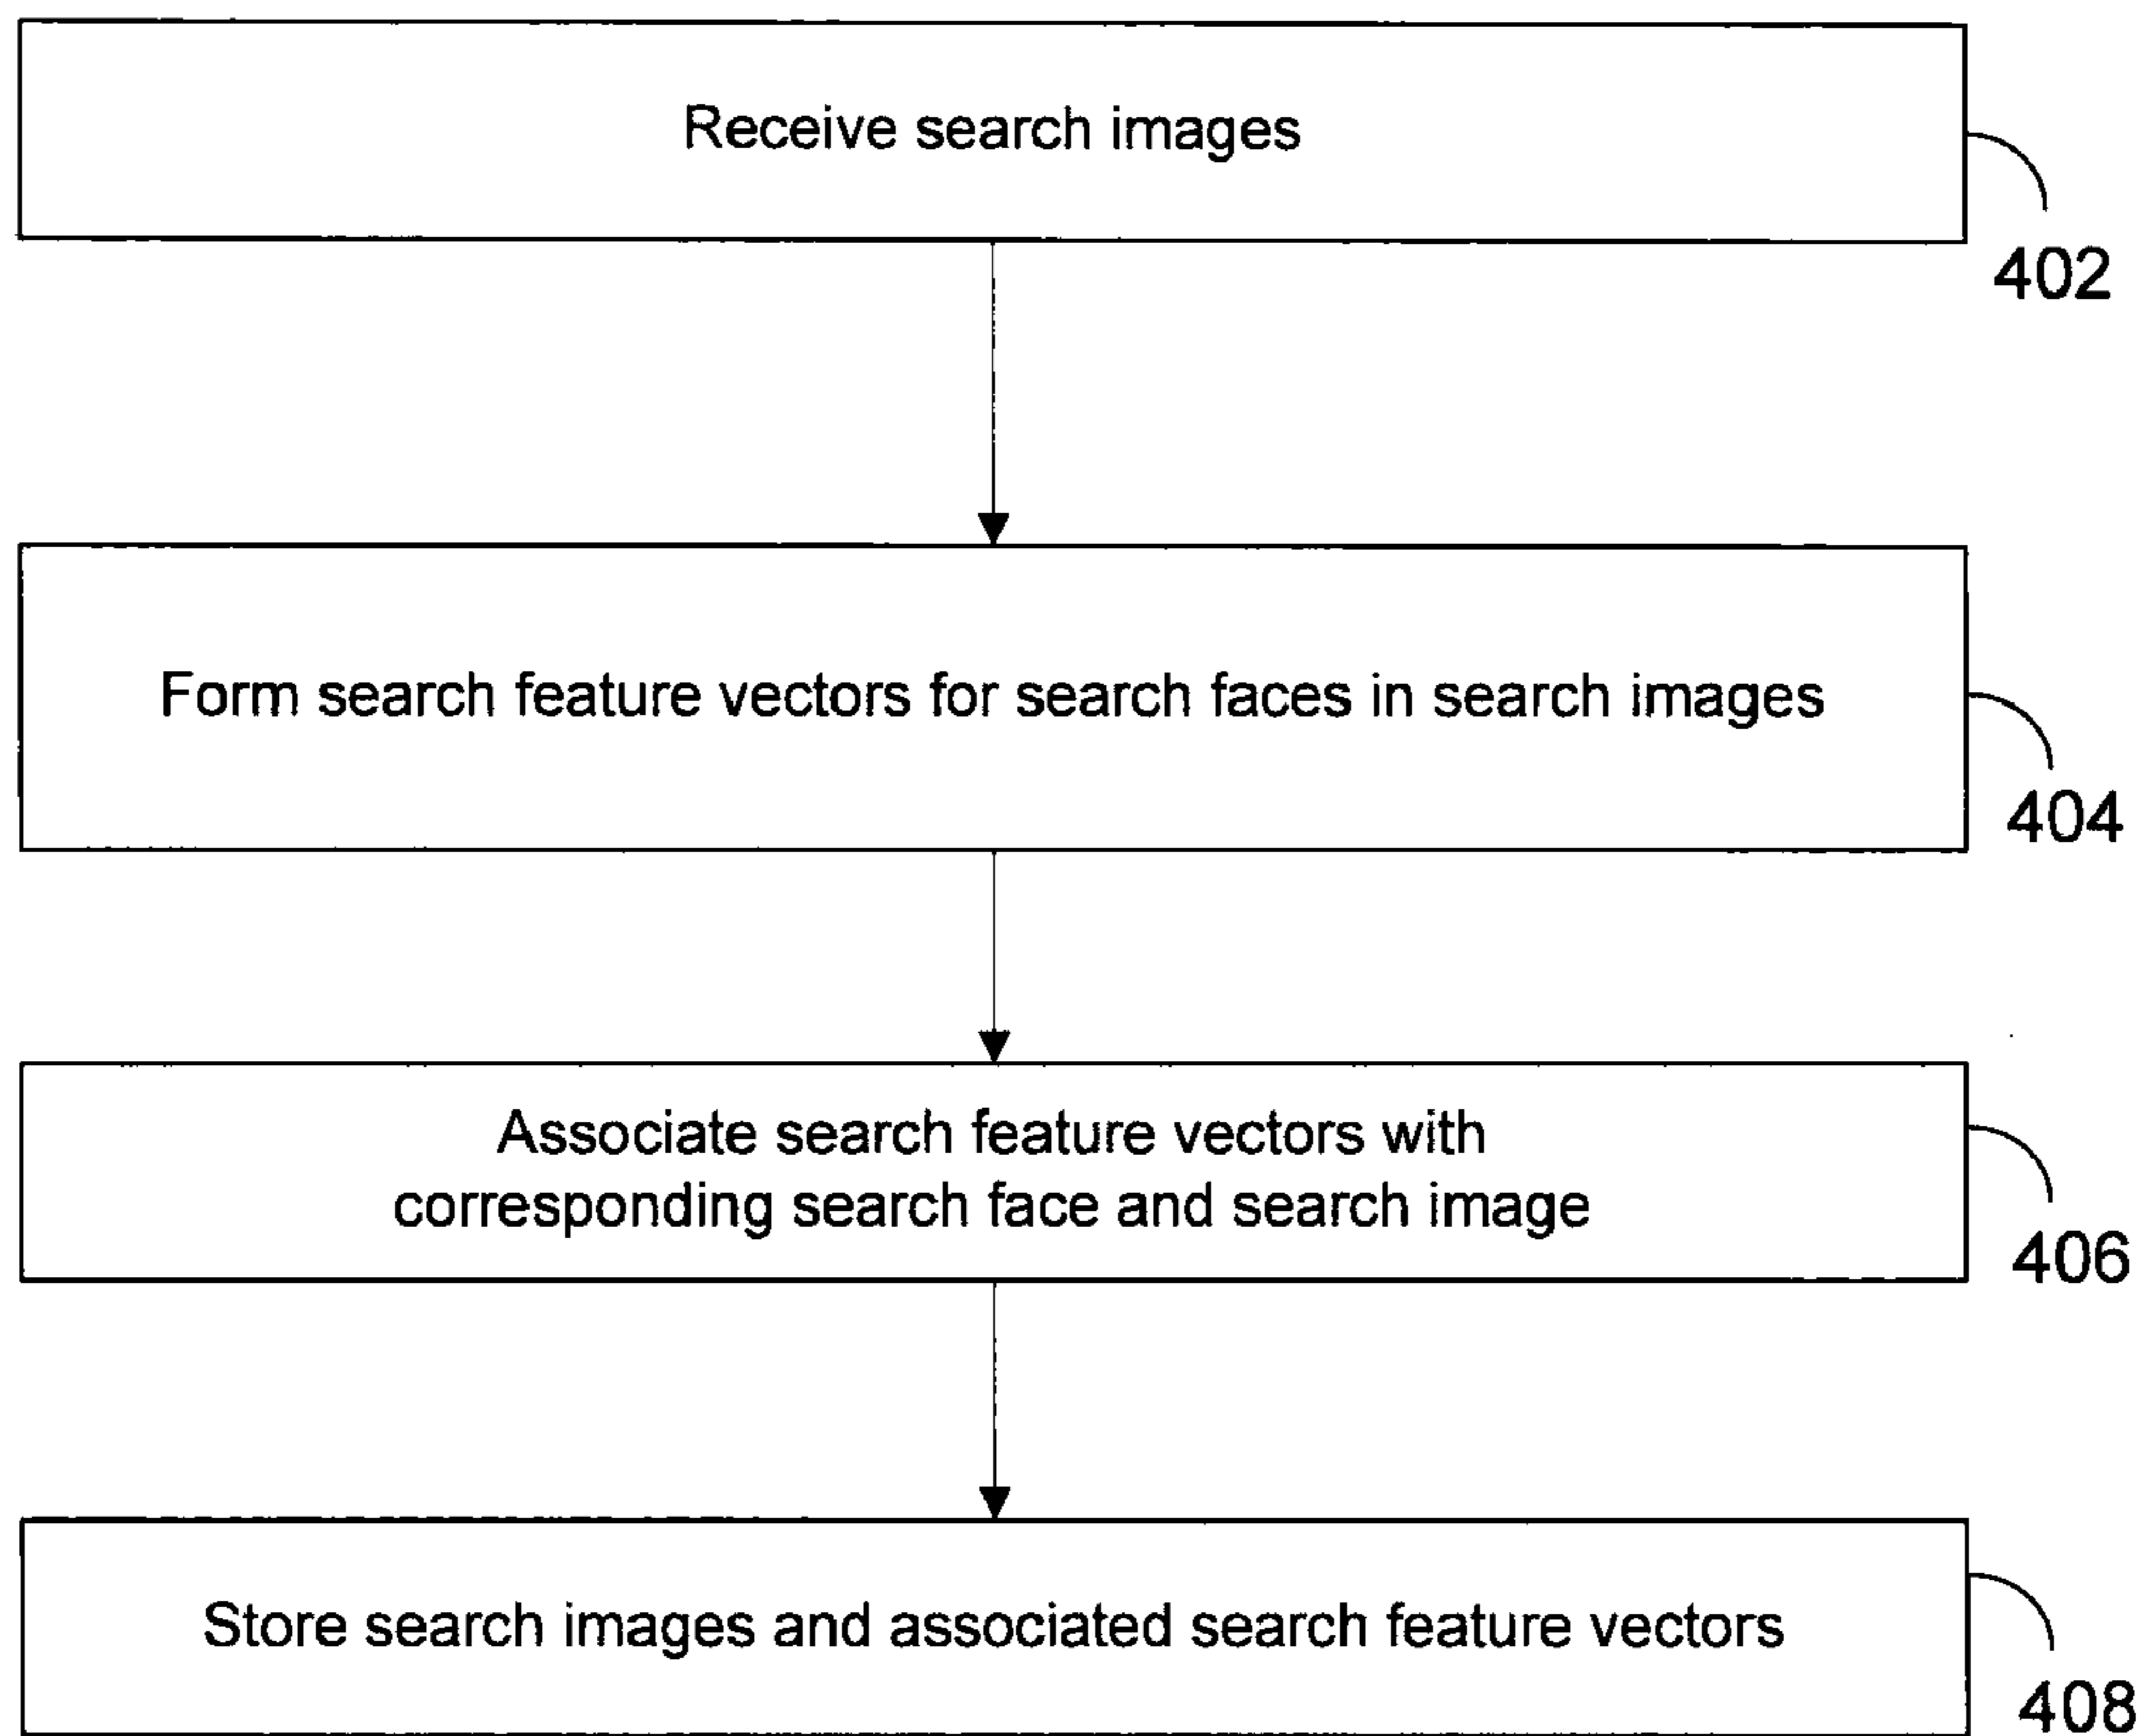 Receive search images
402
Form search feature vectors for search faces in search images
404
Associate search feature vectors with
corresponding search face and search image
406
Store search images and associated search feature vectors
408